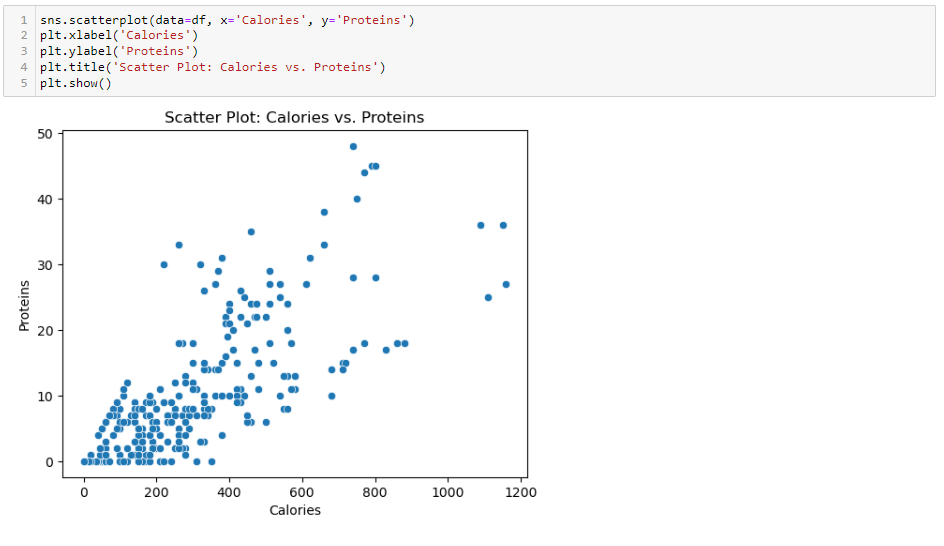 1 sns.scatterplot(data=df, x='Calories', y='Proteins')
2 plt.xlabel('Calories')
3 plt.ylabel('Proteins')
4 plt.title('Scatter Plot: Calories vs. Proteins')
5 plt.show()
Scatter Plot: Calories vs. Proteins
50
40
30
20
10
0
Proteins
0 200 400 600 800 1000 1200
Calories